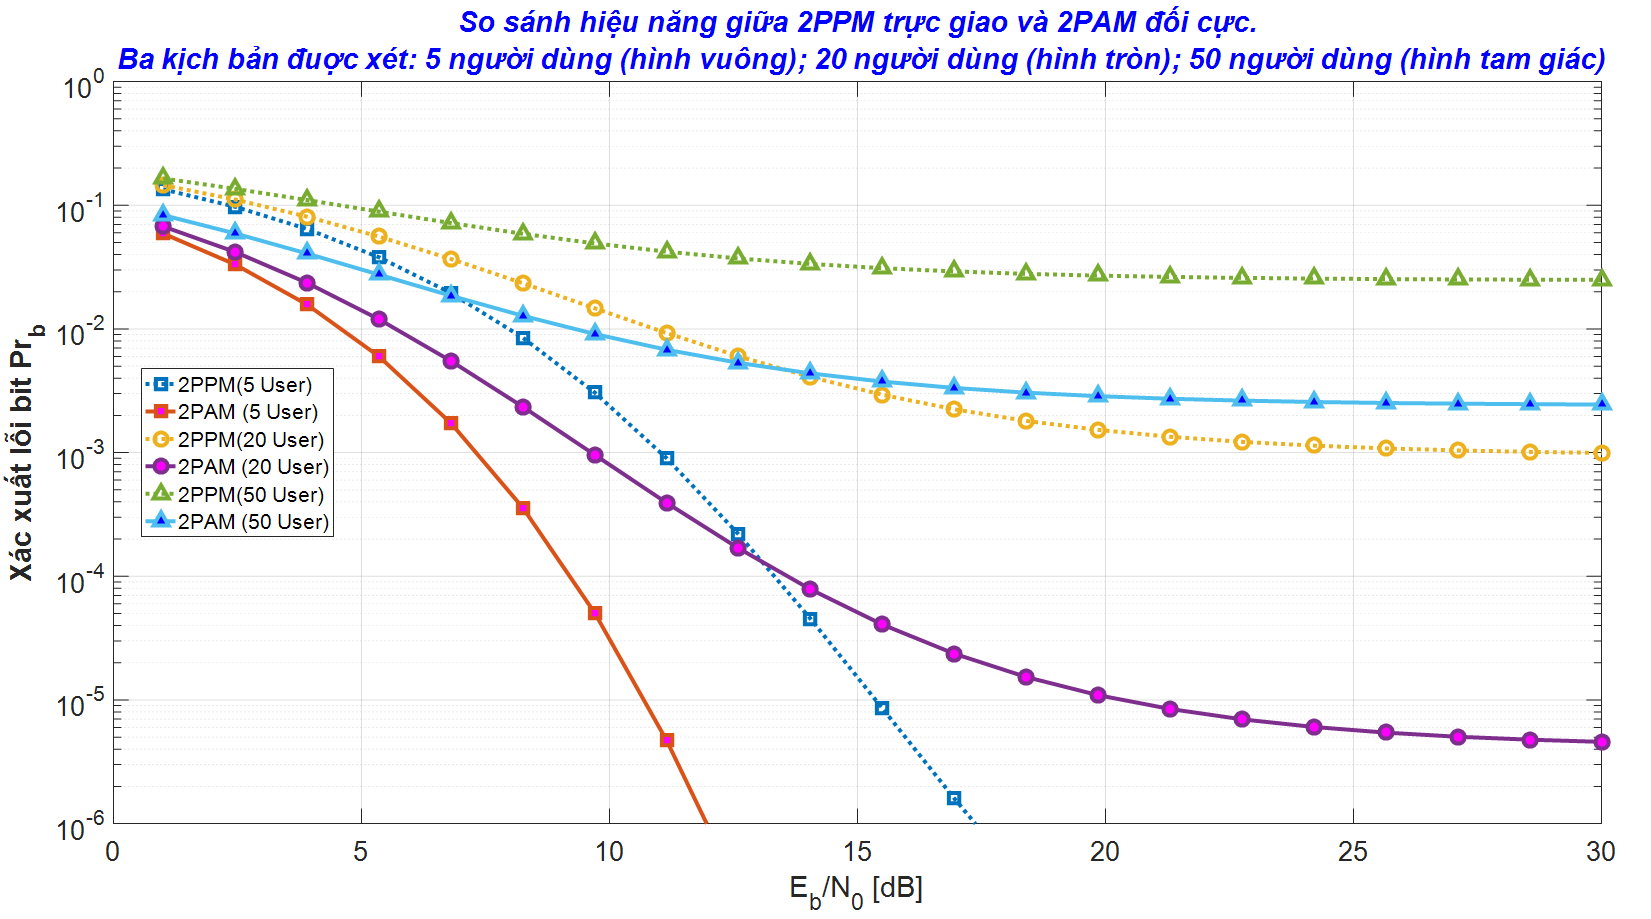 So sánh hiệu năng giữa 2PPM trực giao và 2PAM đối cực.
Ba kịch bản đuợc xét: 5 người dùng (hình vuông); 20 người dùng (hình tròn); 50 người dùng (hình tam giác)
10^0
10^-1
10^-2
10^-3
10^-4
10^-5
10^-6
Xác xuất lỗi bit Pr_b
2PPM(5 User)
2PAM (5 User)
2PPM(20 User)
2PAM (20 User)
2PPM(50 User)
2PAM (50 User)
0 5 10 15 20 25 30
E_b/N_0 [dB]